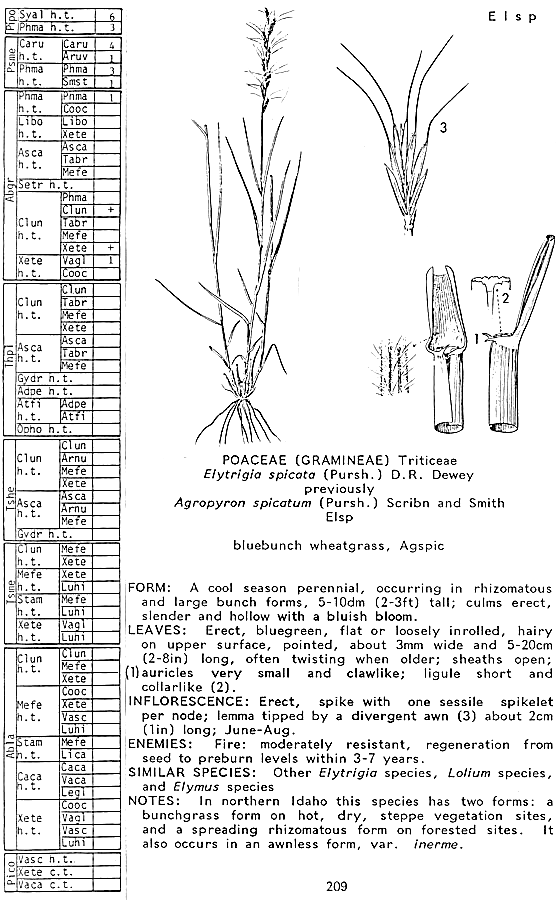 Elsp
Pipo Syal h.t. 6
Phma h.t. 3
Psme Caru h.t. Caru 4
Aruv 1
Phma h.t. Phma 3
Smst 1
Abgr Phma h.t. Phma 1
Cooc
Libo h.t. Libo
Xete
Asca h.t. Asca
Tabr
Mefe
Setr h.t.
Clun h.t. Phma
Clun +
Tabr
Mefe
Xete +
Xete h.t. Vagl 1
Cooc
Thpl Clun h.t. Clun
Tabr
Mefe
Xete
Asca h.t. Asca
Tabr
Mefe
Gydr h.t.
Adpe h.t.
Atfi h.t. Adpe
Atfi
Opho h.t.
Tshe Clun h.t. Clun
Arnu
Mefe
Xete
Asca h.t. Asca
Arnu
Mefe
Gydr h.t.
Tsme Clun h.t. Mefe
Xete
Mefe h.t. Xete
Luhi
Stam h.t. Mefe
Luhi
Xete h.t. Vagl
Luhi
Abla Clun h.t. Clun
Mefe
Xete
Mefe h.t. Cooc
Xete
Vasc
Luhi
Stam h.t. Mefe
Lica
Caca h.t. Caca
Vaca
Legl
Xete h.t. Cooc
Vagl
Vasc
Luhi
Pico Vasc h.t.
Xete c.t.
Vaca c.t.
3
2
1
POACEAE (GRAMINEAE) Triticeae
Elytrigia spicata (Pursh.) D.R. Dewey
previously
Agropyron spicatum (Pursh.) Scribn and Smith
Elsp
bluebunch wheatgrass, Agspic
FORM: A cool season perennial, occurring in rhizomatous
and large bunch forms, 5-10dm (2-3ft) tall; culms erect,
slender and hollow with a bluish bloom.
LEAVES: Erect, bluegreen, flat or loosely inrolled, hairy
on upper surface, pointed, about 3mm wide and 5-20cm
(2-8in) long, often twisting when older; sheaths open;
(1) auricles very small and clawlike; ligule short and
collarlike (2).
INFLORESCENCE: Erect, spike with one sessile spikelet
per node; lemma tipped by a divergent awn (3) about 2cm
(1in) long; June-Aug.
ENEMIES: Fire: moderately resistant, regeneration from
seed to preburn levels within 3-7 years.
SIMILAR SPECIES: Other Elytrigia species, Lolium species,
and Elymus species
NOTES: In northern Idaho this species has two forms: a
bunchgrass form on hot, dry, steppe vegetation sites,
and a spreading rhizomatous form on forested sites. It
also occurs in an awnless form, var. inerme.
209